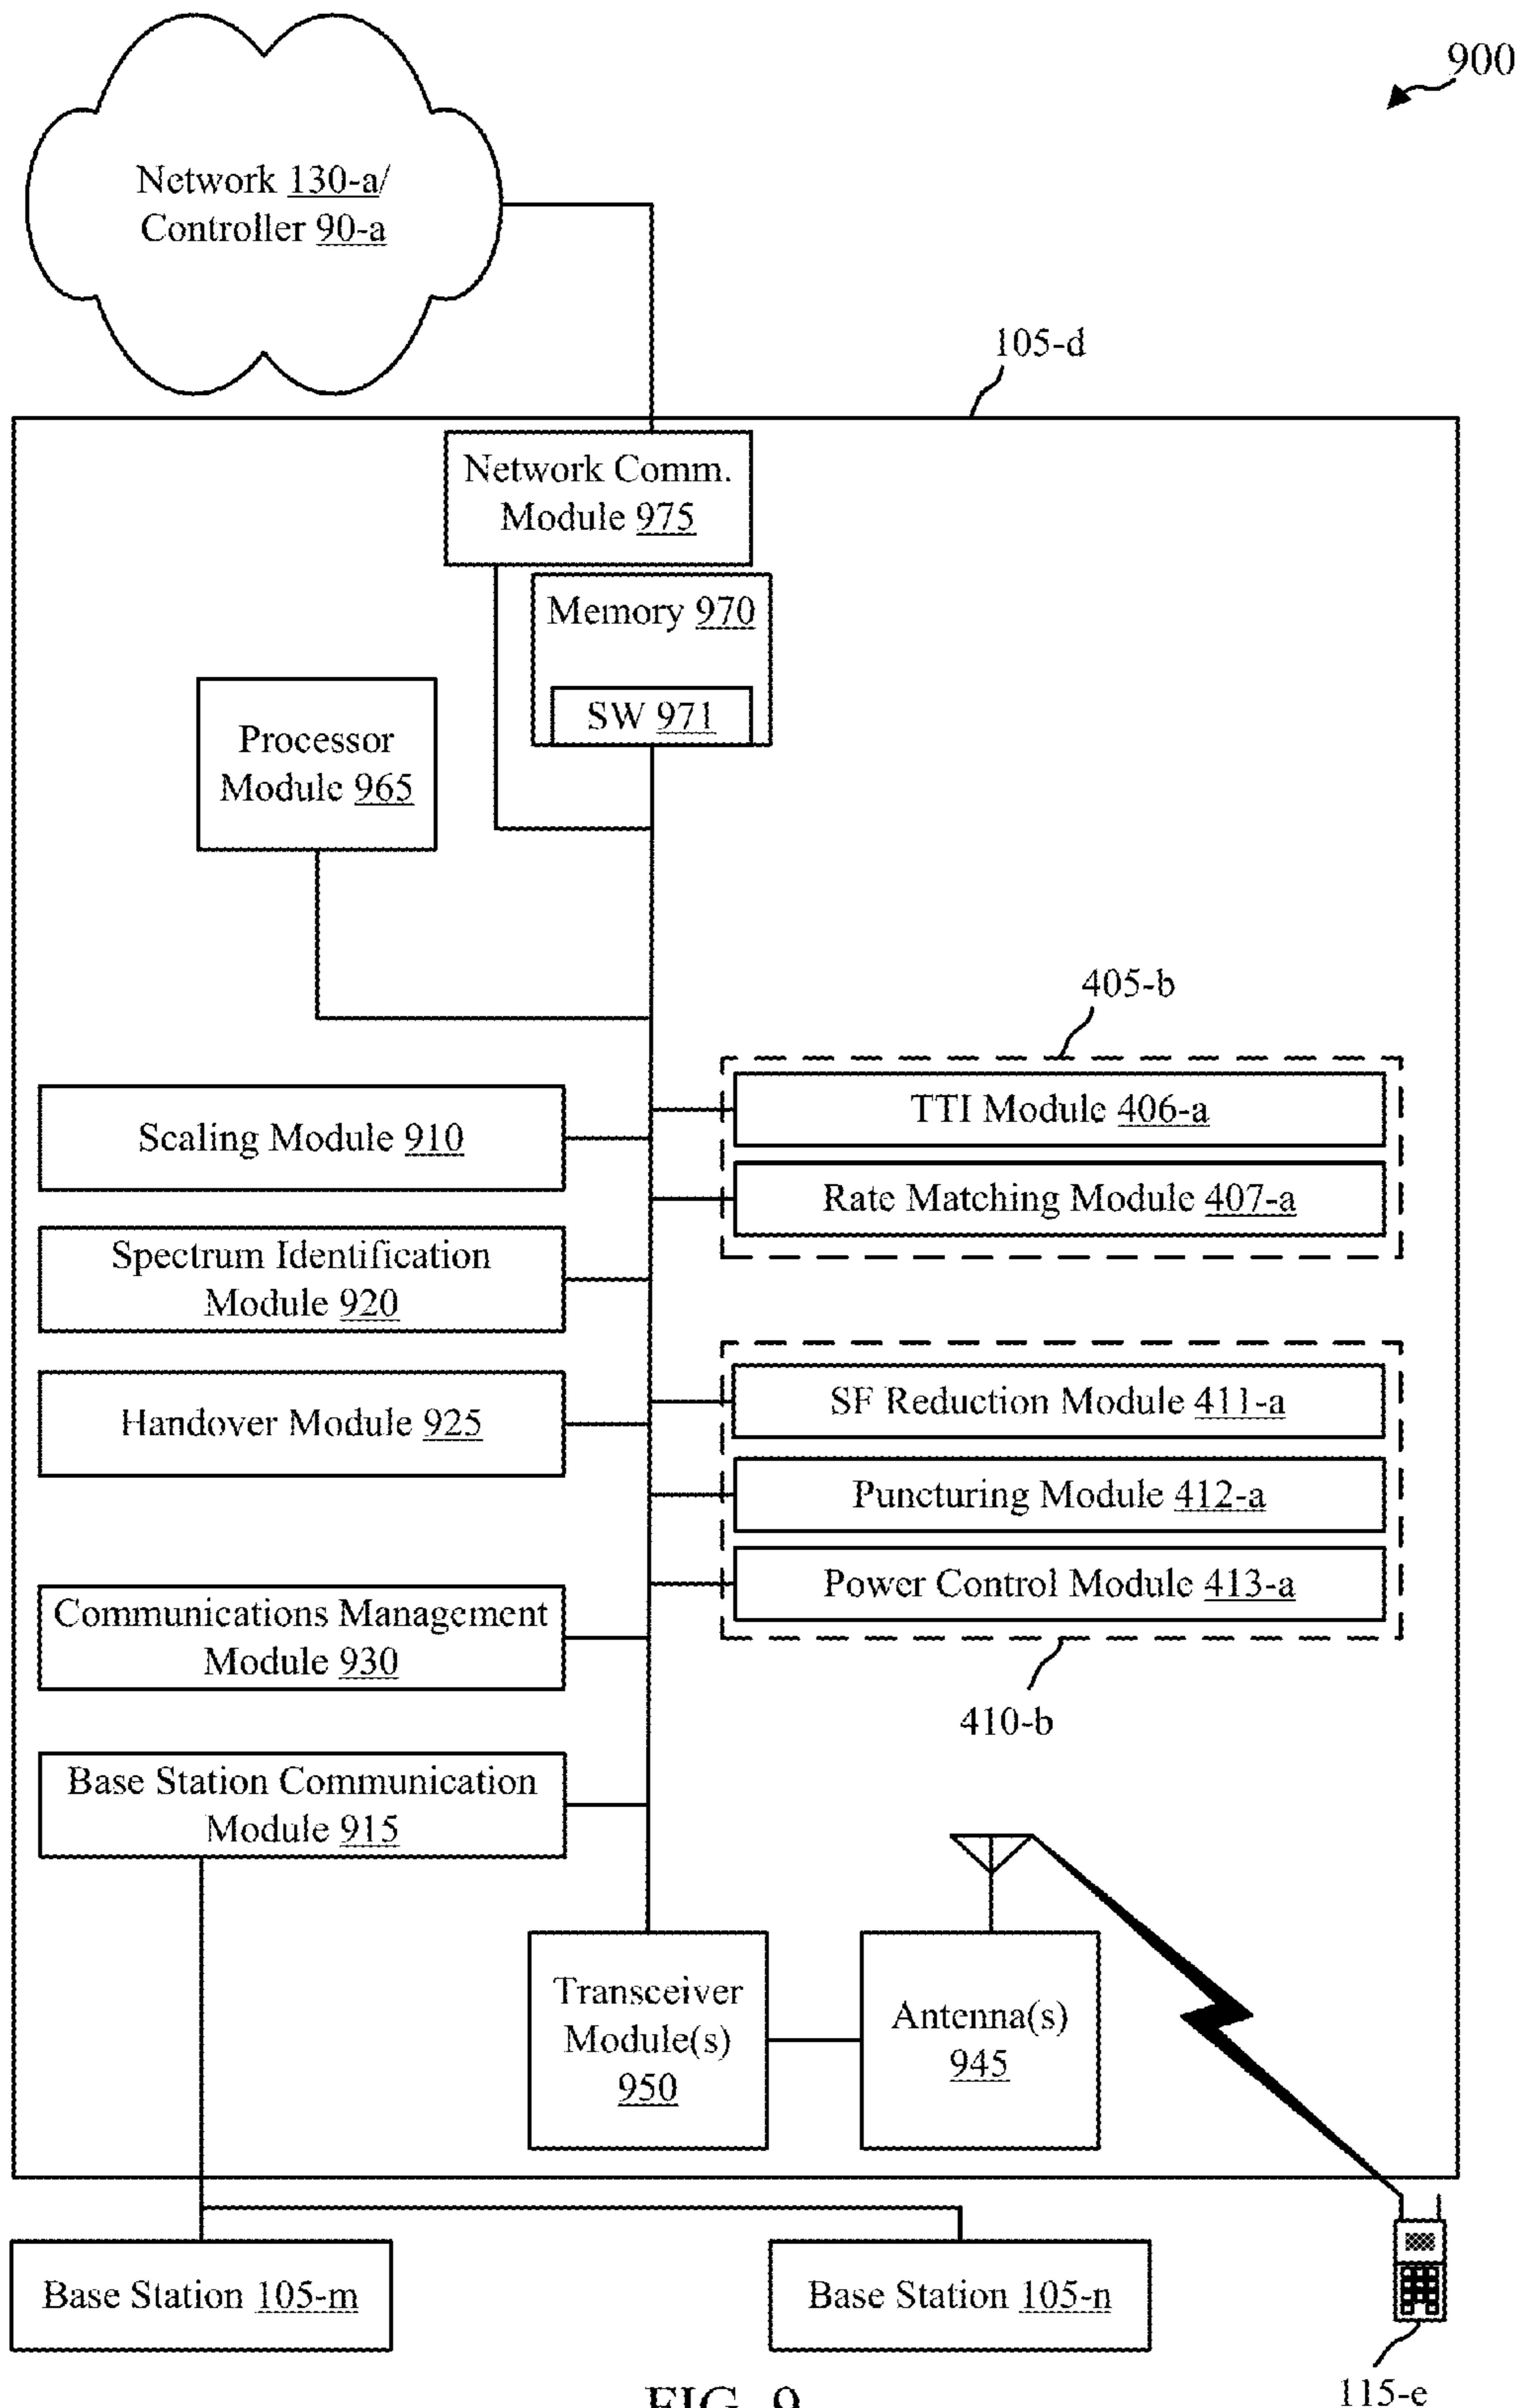 900
Network 130-a/
Controller 90-a
105-d
Network Comm.
Module 975
Memory 970
SW 971
Processor
Module 965
405-b
TTI Module 406-a
Rate Matching Module 407-a
Scaling Module 910
Spectrum Identification
Module 920
Handover Module 925
SF Reduction Module 411-a
Puncturing Module 412-a
Power Control Module 413-a
410-b
Communications Management
Module 930
Base Station Communication
Module 915
Transceiver
Module(s)
950
Antenna(s)
945
Base Station 105-m
Base Station 105-n
115-e
FIG. 9